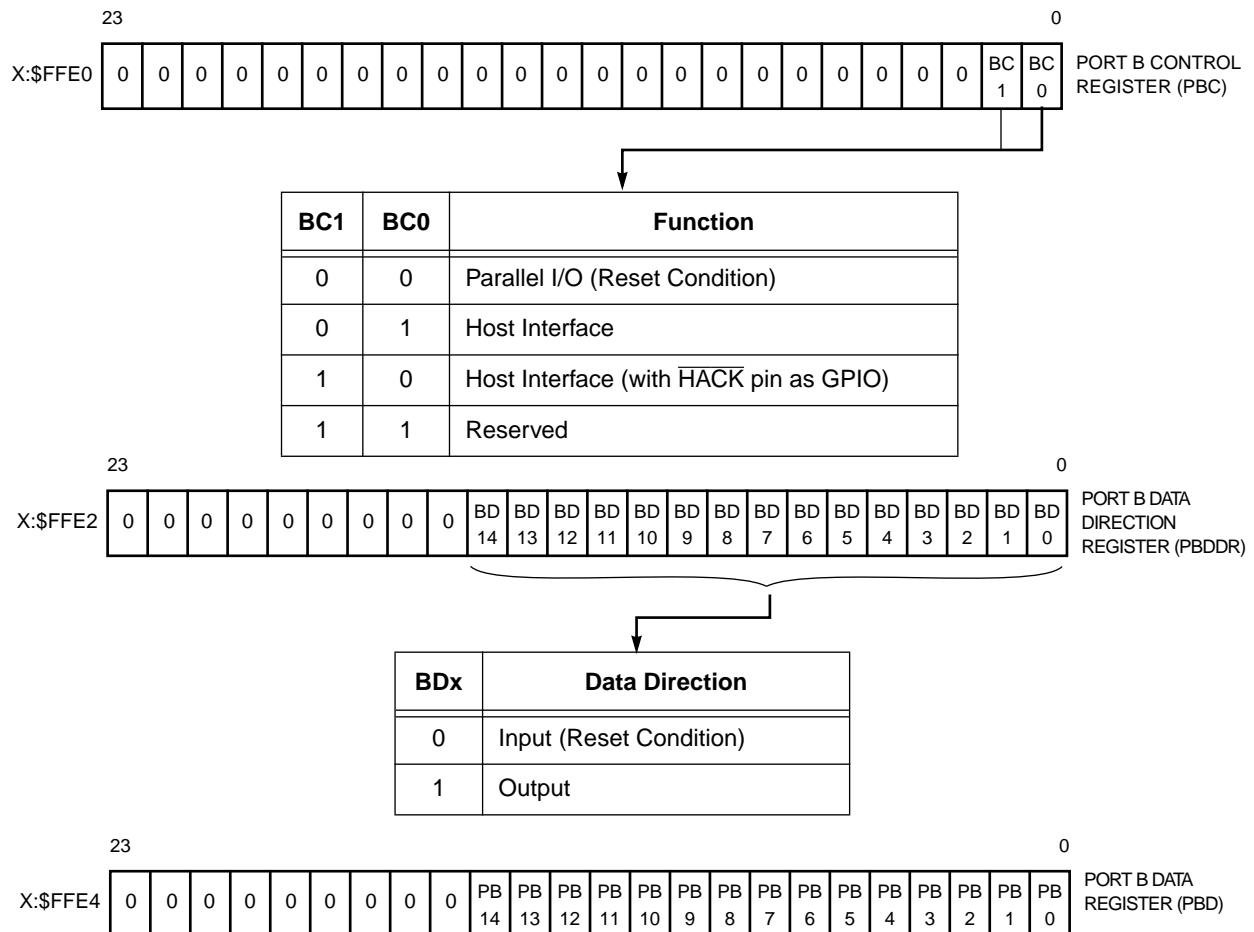 23 0
X:$FFE0 0 0 0 0 0 0 0 0 0 0 0 0 0 0 0 0 0 0 0 0 0 0 BC 1 BC 0 PORT B CONTROL
REGISTER (PBC)
BC1 BC0 Function
0 0 Parallel I/O (Reset Condition)
0 1 Host Interface
1 0 Host Interface (with H̅A̅C̅K̅ pin as GPIO)
1 1 Reserved
23 0
X:$FFE2 0 0 0 0 0 0 0 0 0 BD 14 BD 13 BD 12 BD 11 BD 10 BD 9 BD 8 BD 7 BD 6 BD 5 BD 4 BD 3 BD 2 BD 1 BD 0 PORT B DATA
DIRECTION
REGISTER (PBDDR)
BDx Data Direction
0 Input (Reset Condition)
1 Output
23 0
X:$FFE4 0 0 0 0 0 0 0 0 0 PB 14 PB 13 PB 12 PB 11 PB 10 PB 9 PB 8 PB 7 PB 6 PB 5 PB 4 PB 3 PB 2 PB 1 PB 0 PORT B DATA
REGISTER (PBD)